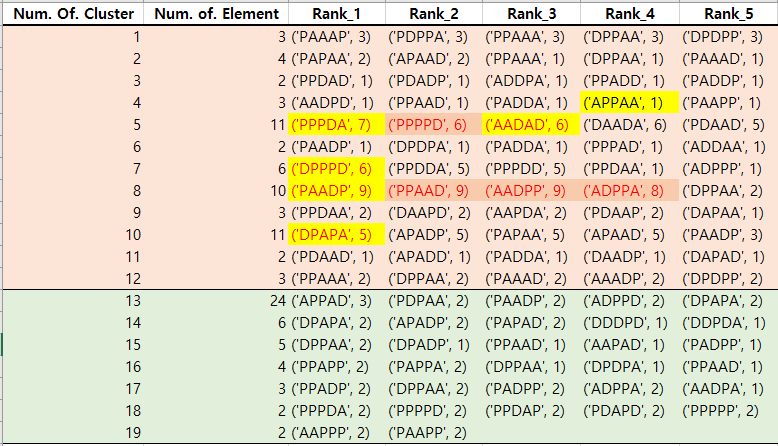 Num. Of. Cluster Num. of. Element Rank_1 Rank_2 Rank_3 Rank_4 Rank_5
1 3 ('PAAAP', 3) ('PDPPA', 3) ('PPAAA', 3) ('DPPAA', 3) ('DPDPP', 3)
2 4 ('PAPAA', 2) ('APAAD', 2) ('PPAAA', 1) ('DPPAA', 1) ('PAAAD', 1)
3 2 ('PPDAD', 1) ('PDADP', 1) ('ADDPA', 1) ('PPADD', 1) ('PADDP', 1)
4 3 ('AADPD', 1) ('PPAAD', 1) ('PADDA', 1) ('APPAA', 1) ('PAAPP', 1)
5 11 ('PPPDA', 7) ('PPPPD', 6) ('AADAD', 6) ('DAADA', 6) ('PDAAD', 5)
6 2 ('PAADP', 1) ('DPDPA', 1) ('PDDAA', 1) ('PPPAD', 1) ('ADDAA', 1)
7 6 ('DPPPD', 6) ('PPDDA', 5) ('PPPDD', 5) ('PPDAA', 1) ('ADPPP', 1)
8 10 ('PAADP', 9) ('PPAAD', 9) ('AADPP', 9) ('ADPPA', 8) ('DPPAA', 2)
9 3 ('PPDAA', 2) ('DAAPD', 2) ('AAPDA', 2) ('PDAAP', 2) ('DAPAA', 1)
10 11 ('DPAPA', 5) ('APADP', 5) ('PAPAA', 5) ('APAAD', 5) ('PAADP', 3)
11 2 ('PDAAD', 1) ('APADD', 1) ('PADDA', 1) ('DAADP', 1) ('DAPAD', 1)
12 3 ('PPAAA', 2) ('DPPAA', 2) ('PAAAD', 2) ('AAADP', 2) ('DPDPP', 2)
13 24 ('APPAD', 3) ('PDPAA', 2) ('PAADP', 2) ('ADPPD', 2) ('DPAPA', 2)
14 6 ('DPAPA', 2) ('APADP', 2) ('PAPAD', 2) ('DDDPD', 1) ('DDPDA', 1)
15 5 ('DPPAA', 2) ('DPADP', 1) ('PPAAD', 1) ('AAPAD', 1) ('PADPP', 1)
16 4 ('PPAPP', 2) ('PAPPA', 2) ('DPPAA', 1) ('DPDPA', 1) ('PPAAD', 1)
17 3 ('PPADP', 2) ('DPPAA', 2) ('PADPP', 2) ('ADPPA', 2) ('AADPA', 1)
18 2 ('PPPDA', 2) ('PPPPD', 2) ('PPDAP', 2) ('PDAPD', 2) ('PPPPP', 2)
19 2 ('AAPPP', 2) ('PAAPP', 2)